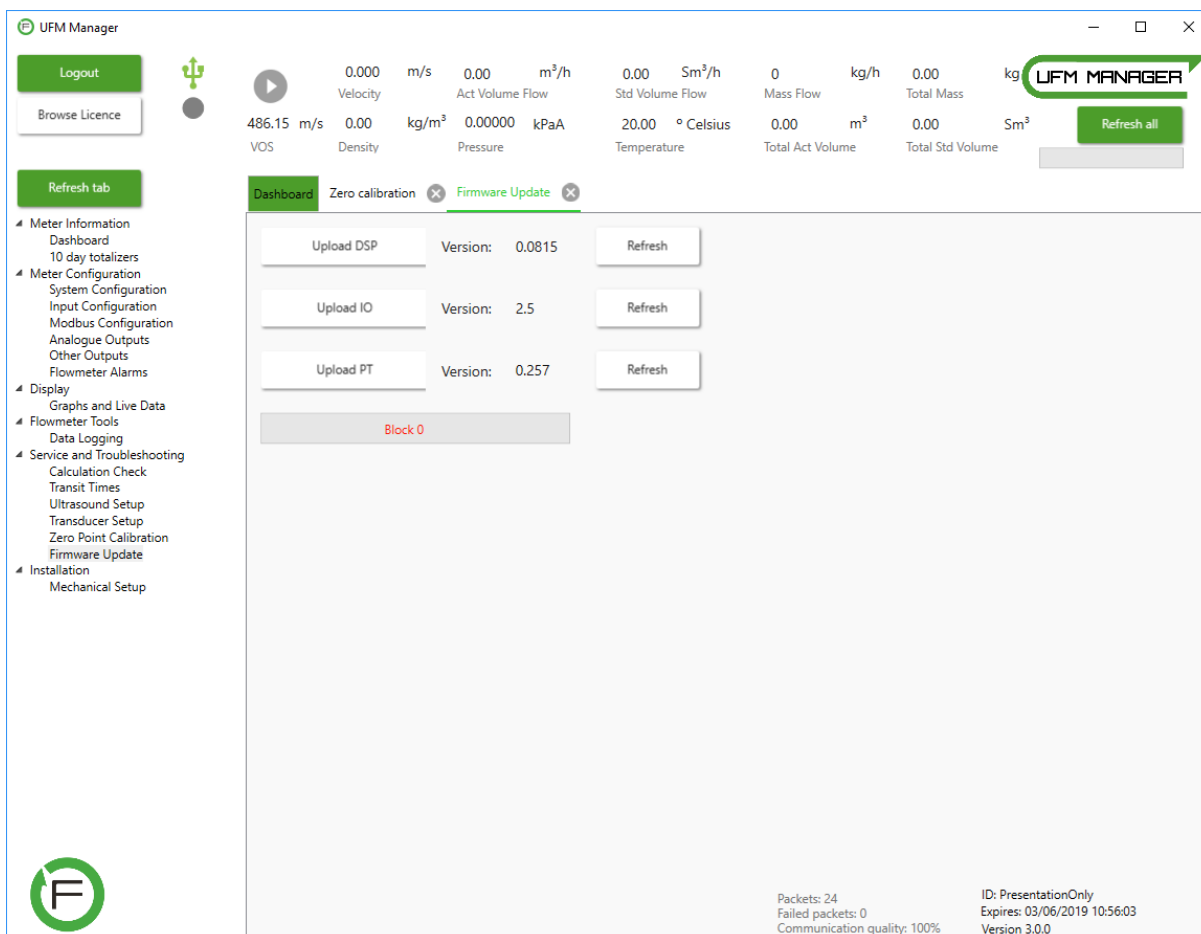 UFM Manager
Logout
Browse Licence
Refresh tab
0.000 m/s 0.00 m³/h 0.00 Sm³/h 0 kg/h 0.00 kg
Velocity Act Volume Flow Std Volume Flow Mass Flow Total Mass
UFM MANAGER
486.15 m/s 0.00 kg/m³ 0.00000 kPaA 20.00 º Celsius 0.00 m³ 0.00 Sm³
VOS Density Pressure Temperature Total Act Volume Total Std Volume
Refresh all
Dashboard Zero calibration Firmware Update
Meter Information
Dashboard
10 day totalizers
Meter Configuration
System Configuration
Input Configuration
Modbus Configuration
Analogue Outputs
Other Outputs
Flowmeter Alarms
Display
Graphs and Live Data
Flowmeter Tools
Data Logging
Service and Troubleshooting
Calculation Check
Transit Times
Ultrasound Setup
Transducer Setup
Zero Point Calibration
Firmware Update
Installation
Mechanical Setup
Upload DSP Version: 0.0815 Refresh
Upload IO Version: 2.5 Refresh
Upload PT Version: 0.257 Refresh
Block 0
F
Packets: 24
Failed packets: 0
Communication quality: 100%
ID: PresentationOnly
Expires: 03/06/2019 10:56:03
Version 3.0.0